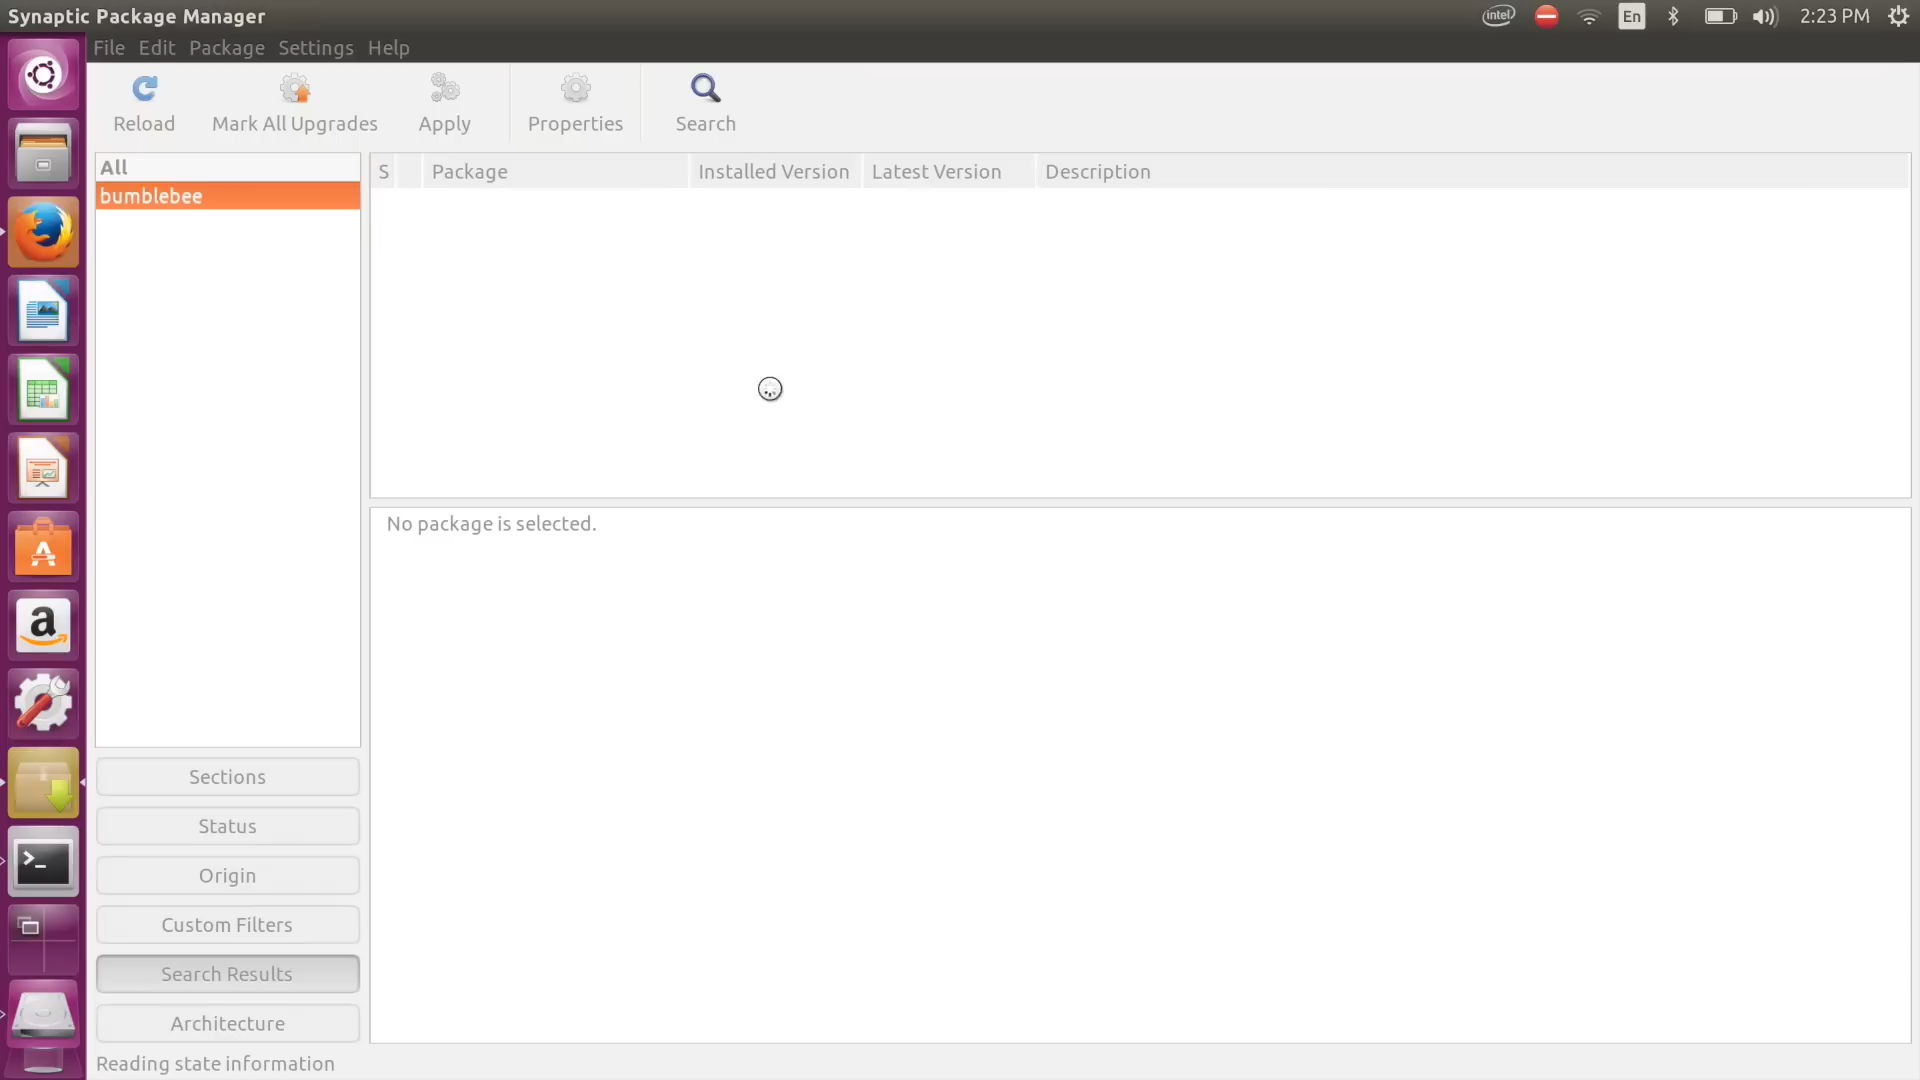 Synaptic Package Manager
intel
En
2:23 PM
File Edit Package Settings Help
Reload
Mark All Upgrades
Apply
Properties
Search
All
bumblebee
S
Package
Installed Version
Latest Version
Description
No package is selected.
Sections
Status
Origin
Custom Filters
Search Results
Architecture
Reading state information